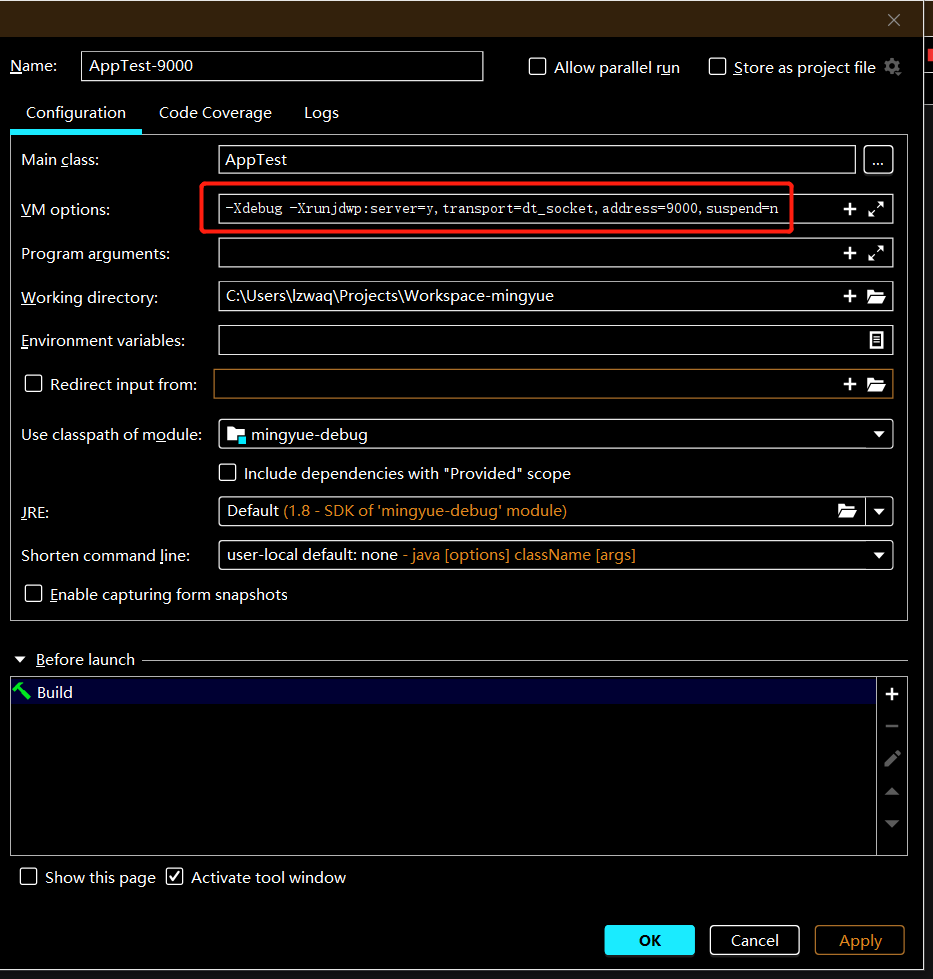 Name: AppTest-9000 Allow parallel run Store as project file
Configuration Code Coverage Logs
Main class: AppTest ...
VM options: -Xdebug -Xrunjdwp:server=y,transport=dt_socket,address=9000,suspend=n
Program arguments:
Working directory: C:\Users\lzwaq\Projects\Workspace-mingyue
Environment variables:
Redirect input from:
Use classpath of module: mingyue-debug
Include dependencies with "Provided" scope
JRE: Default (1.8 - SDK of 'mingyue-debug' module)
Shorten command line: user-local default: none - java [options] className [args]
Enable capturing form snapshots
Before launch
Build
Show this page Activate tool window
OK Cancel Apply